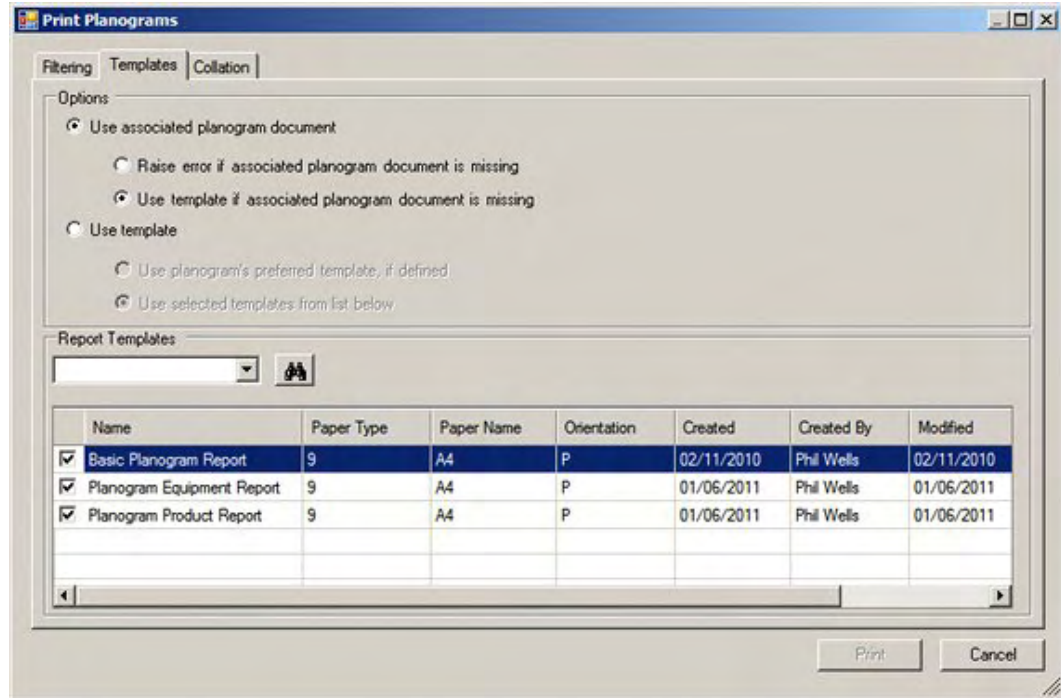 Print Planograms
Filtering Templates Collation
Options
Use associated planogram document
Raise error if associated planogram document is missing
Use template if associated planogram document is missing
Use template
Use planogram's preferred template, if defined
Use selected templates from list below
Report Templates
Name Paper Type Paper Name Orientation Created Created By Modified
Basic Planogram Report 9 A4 P 02/11/2010 Phil Wells 02/11/2010
Planogram Equipment Report 9 A4 P 01/06/2011 Phil Wells 01/06/2011
Planogram Product Report 9 A4 P 01/06/2011 Phil Wells 01/06/2011
Print Cancel